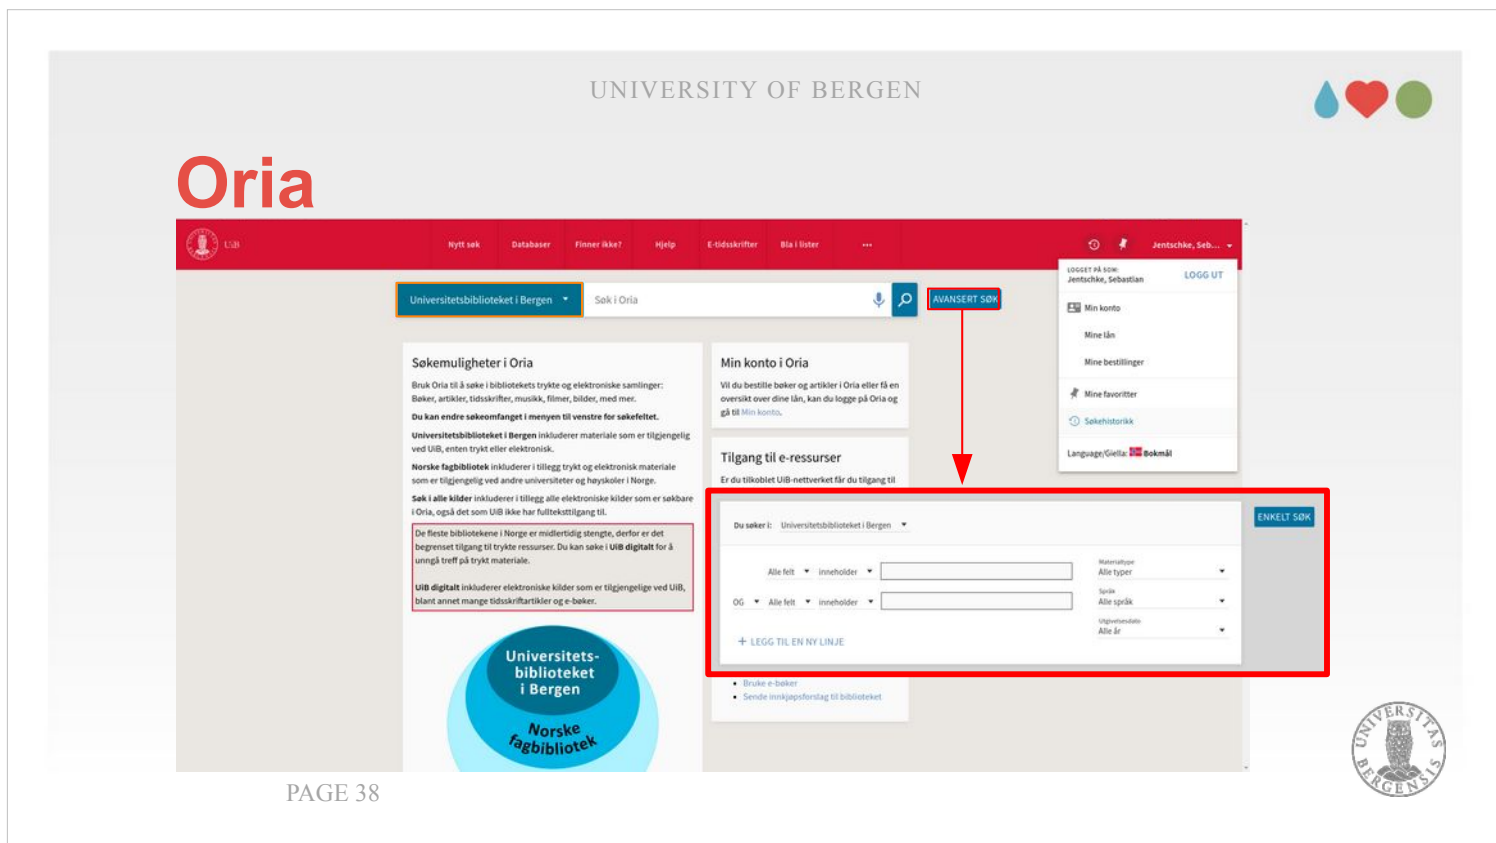 UNIVERSITY OF BERGEN
Oria
UiB
Nytt søk
Databaser
Finner ikke?
Hjelp
E-tidsskrifter
Bla i lister
Jentschke, Seb...
LOGGET PÅ SOM:
Jentschke, Sebastian
LOGG UT
Min konto
Mine lån
Mine bestillinger
Mine favoritter
Søkehistorikk
Language/Giella: Bokmål
Universitetsbiblioteket i Bergen
Søk i Oria
AVANSERT SØK
Søkemuligheter i Oria
Bruk Oria til å søke i bibliotekets trykte og elektroniske samlinger:
Bøker, artikler, tidsskrifter, musikk, filmer, bilder, med mer.
Du kan endre søkeomfanget i menyen til venstre for søkefeltet.
Universitetsbiblioteket i Bergen inkluderer materiale som er tilgjengelig
ved UiB, enten trykt eller elektronisk.
Norske fagbibliotek inkluderer i tillegg trykt og elektronisk materiale
som er tilgjengelig ved andre universiteter og høyskoler i Norge.
Søk i alle kilder inkluderer i tillegg alle elektroniske kilder som er søkbare
i Oria, også det som UiB ikke har fullteksttilgang til.
De fleste bibliotekene i Norge er midlertidig stengte, derfor er det
begrenset tilgang til trykte ressurser. Du kan søke i UiB digitalt for å
unngå treff på trykt materiale.
UiB digitalt inkluderer elektroniske kilder som er tilgjengelige ved UiB,
blant annet mange tidsskriftartikler og e-bøker.
Universitets-
biblioteket
i Bergen
Norske
fagbibliotek
Min konto i Oria
Vil du bestille bøker og artikler i Oria eller få en
oversikt over dine lån, kan du logge på Oria og
gå til Min konto.
Tilgang til e-ressurser
Er du tilkoblet UiB-nettverket får du tilgang til
Du søker i: Universitetsbiblioteket i Bergen
ENKELT SØK
Alle felt inneholder
OG Alle felt inneholder
+ LEGG TIL EN NY LINJE
Materialtype
Alle typer
Språk
Alle språk
Utgivelsesdato
Alle år
Bruke e-bøker
Sende innkjøpsforslag til biblioteket
UNIVERSITAS BERGENSIS
PAGE 38